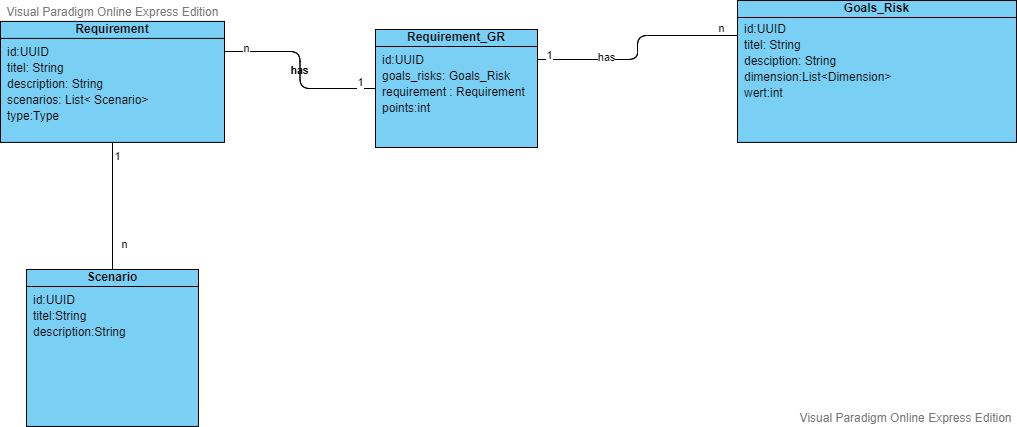 Visual Paradigm Online Express Edition
Requirement
id:UUID
titel: String
description: String
scenarios: List< Scenario>
type:Type
n
has
1
Requirement_GR
id:UUID
goals_risks: Goals_Risk
requirement : Requirement
points:int
1
has
n
Goals_Risk
id:UUID
titel: String
desciption: String
dimension:List<Dimension>
wert:int
1
n
Scenario
id:UUID
titel:String
description:String
Visual Paradigm Online Express Edition